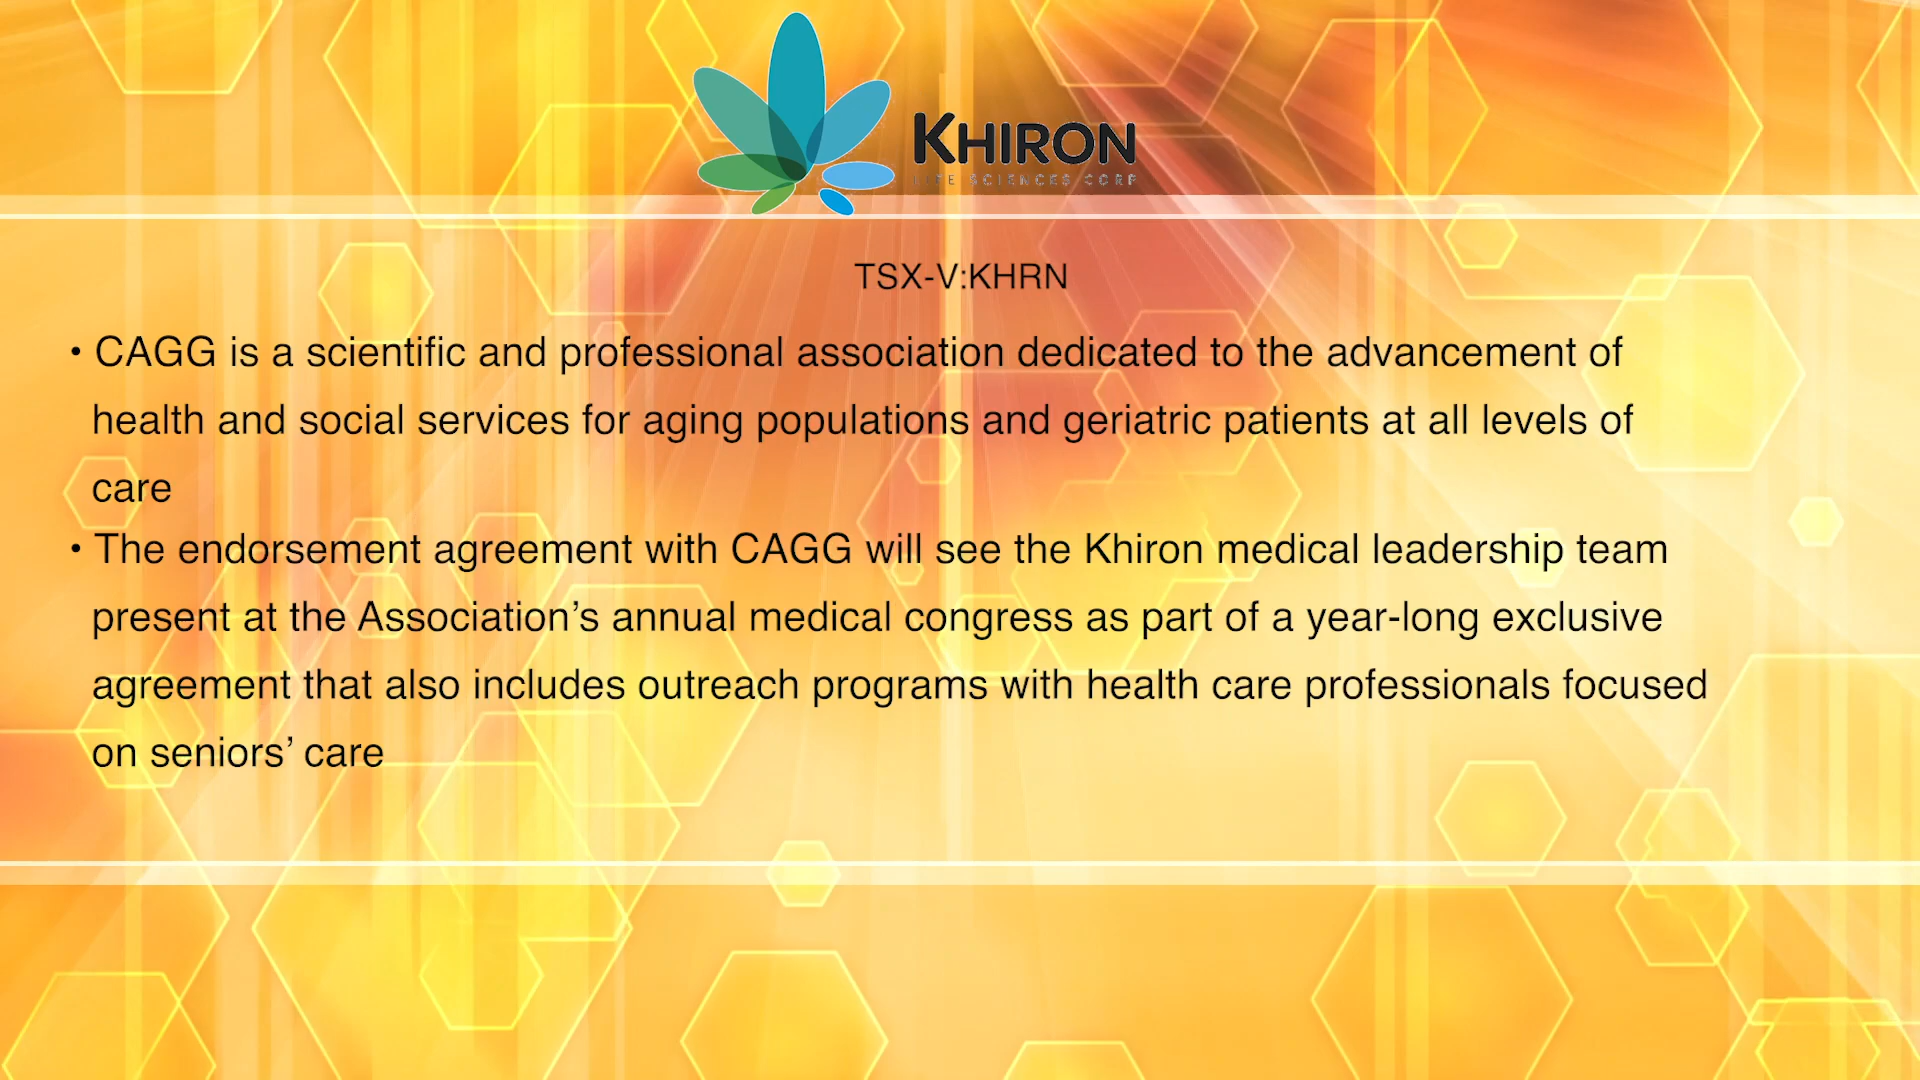 KHIRON
LIFE SCIENCES CORP
TSX-V:KHRN
• CAGG is a scientific and professional association dedicated to the advancement of
health and social services for aging populations and geriatric patients at all levels of
care
• The endorsement agreement with CAGG will see the Khiron medical leadership team
present at the Association’s annual medical congress as part of a year-long exclusive
agreement that also includes outreach programs with health care professionals focused
on seniors’ care